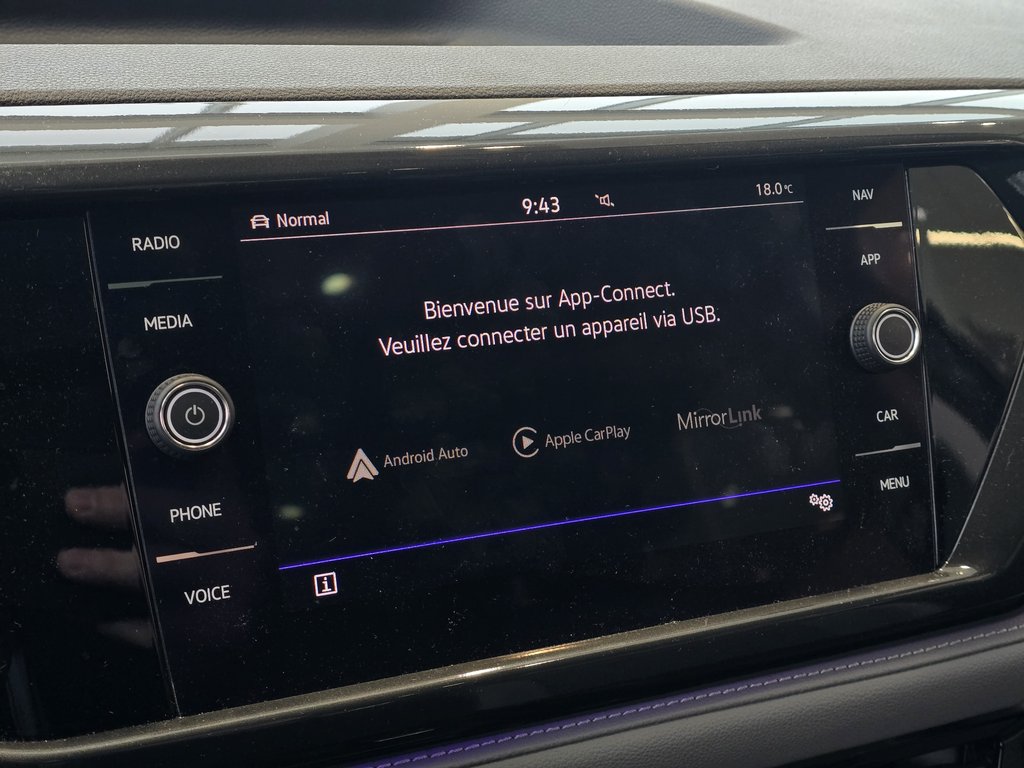 Normal
9:43
18.0°C
RADIO
MEDIA
PHONE
VOICE
Bienvenue sur App-Connect.
Veuillez connecter un appareil via USB.
Android Auto
Apple CarPlay
MirrorLink
i
NAV
APP
CAR
MENU